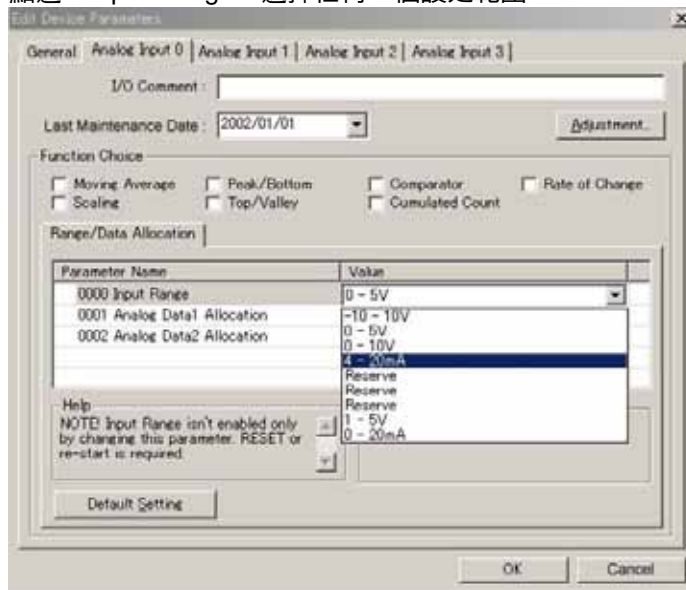 Edit Device Parameters
General Analog Input 0 Analog Input 1 Analog Input 2 Analog Input 3
I/O Comment :
Last Maintenance Date : 2002/01/01 Adjustment...
Function Choice
Moving Average Peak/Bottom Comparator Rate of Change
Scaling Top/Valley Cumulated Count
Range/Data Allocation
Parameter Name Value
0000 Input Range 0 - 5V
0001 Analog Data1 Allocation
0002 Analog Data2 Allocation
-10 - 10V
0 - 5V
0 - 10V
4 - 20mA
Reserve
Reserve
Reserve
1 - 5V
0 - 20mA
Help
NOTE! Input Range isn't enabled only
by changing this parameter. RESET or
re-start is required.
Default Setting
OK Cancel